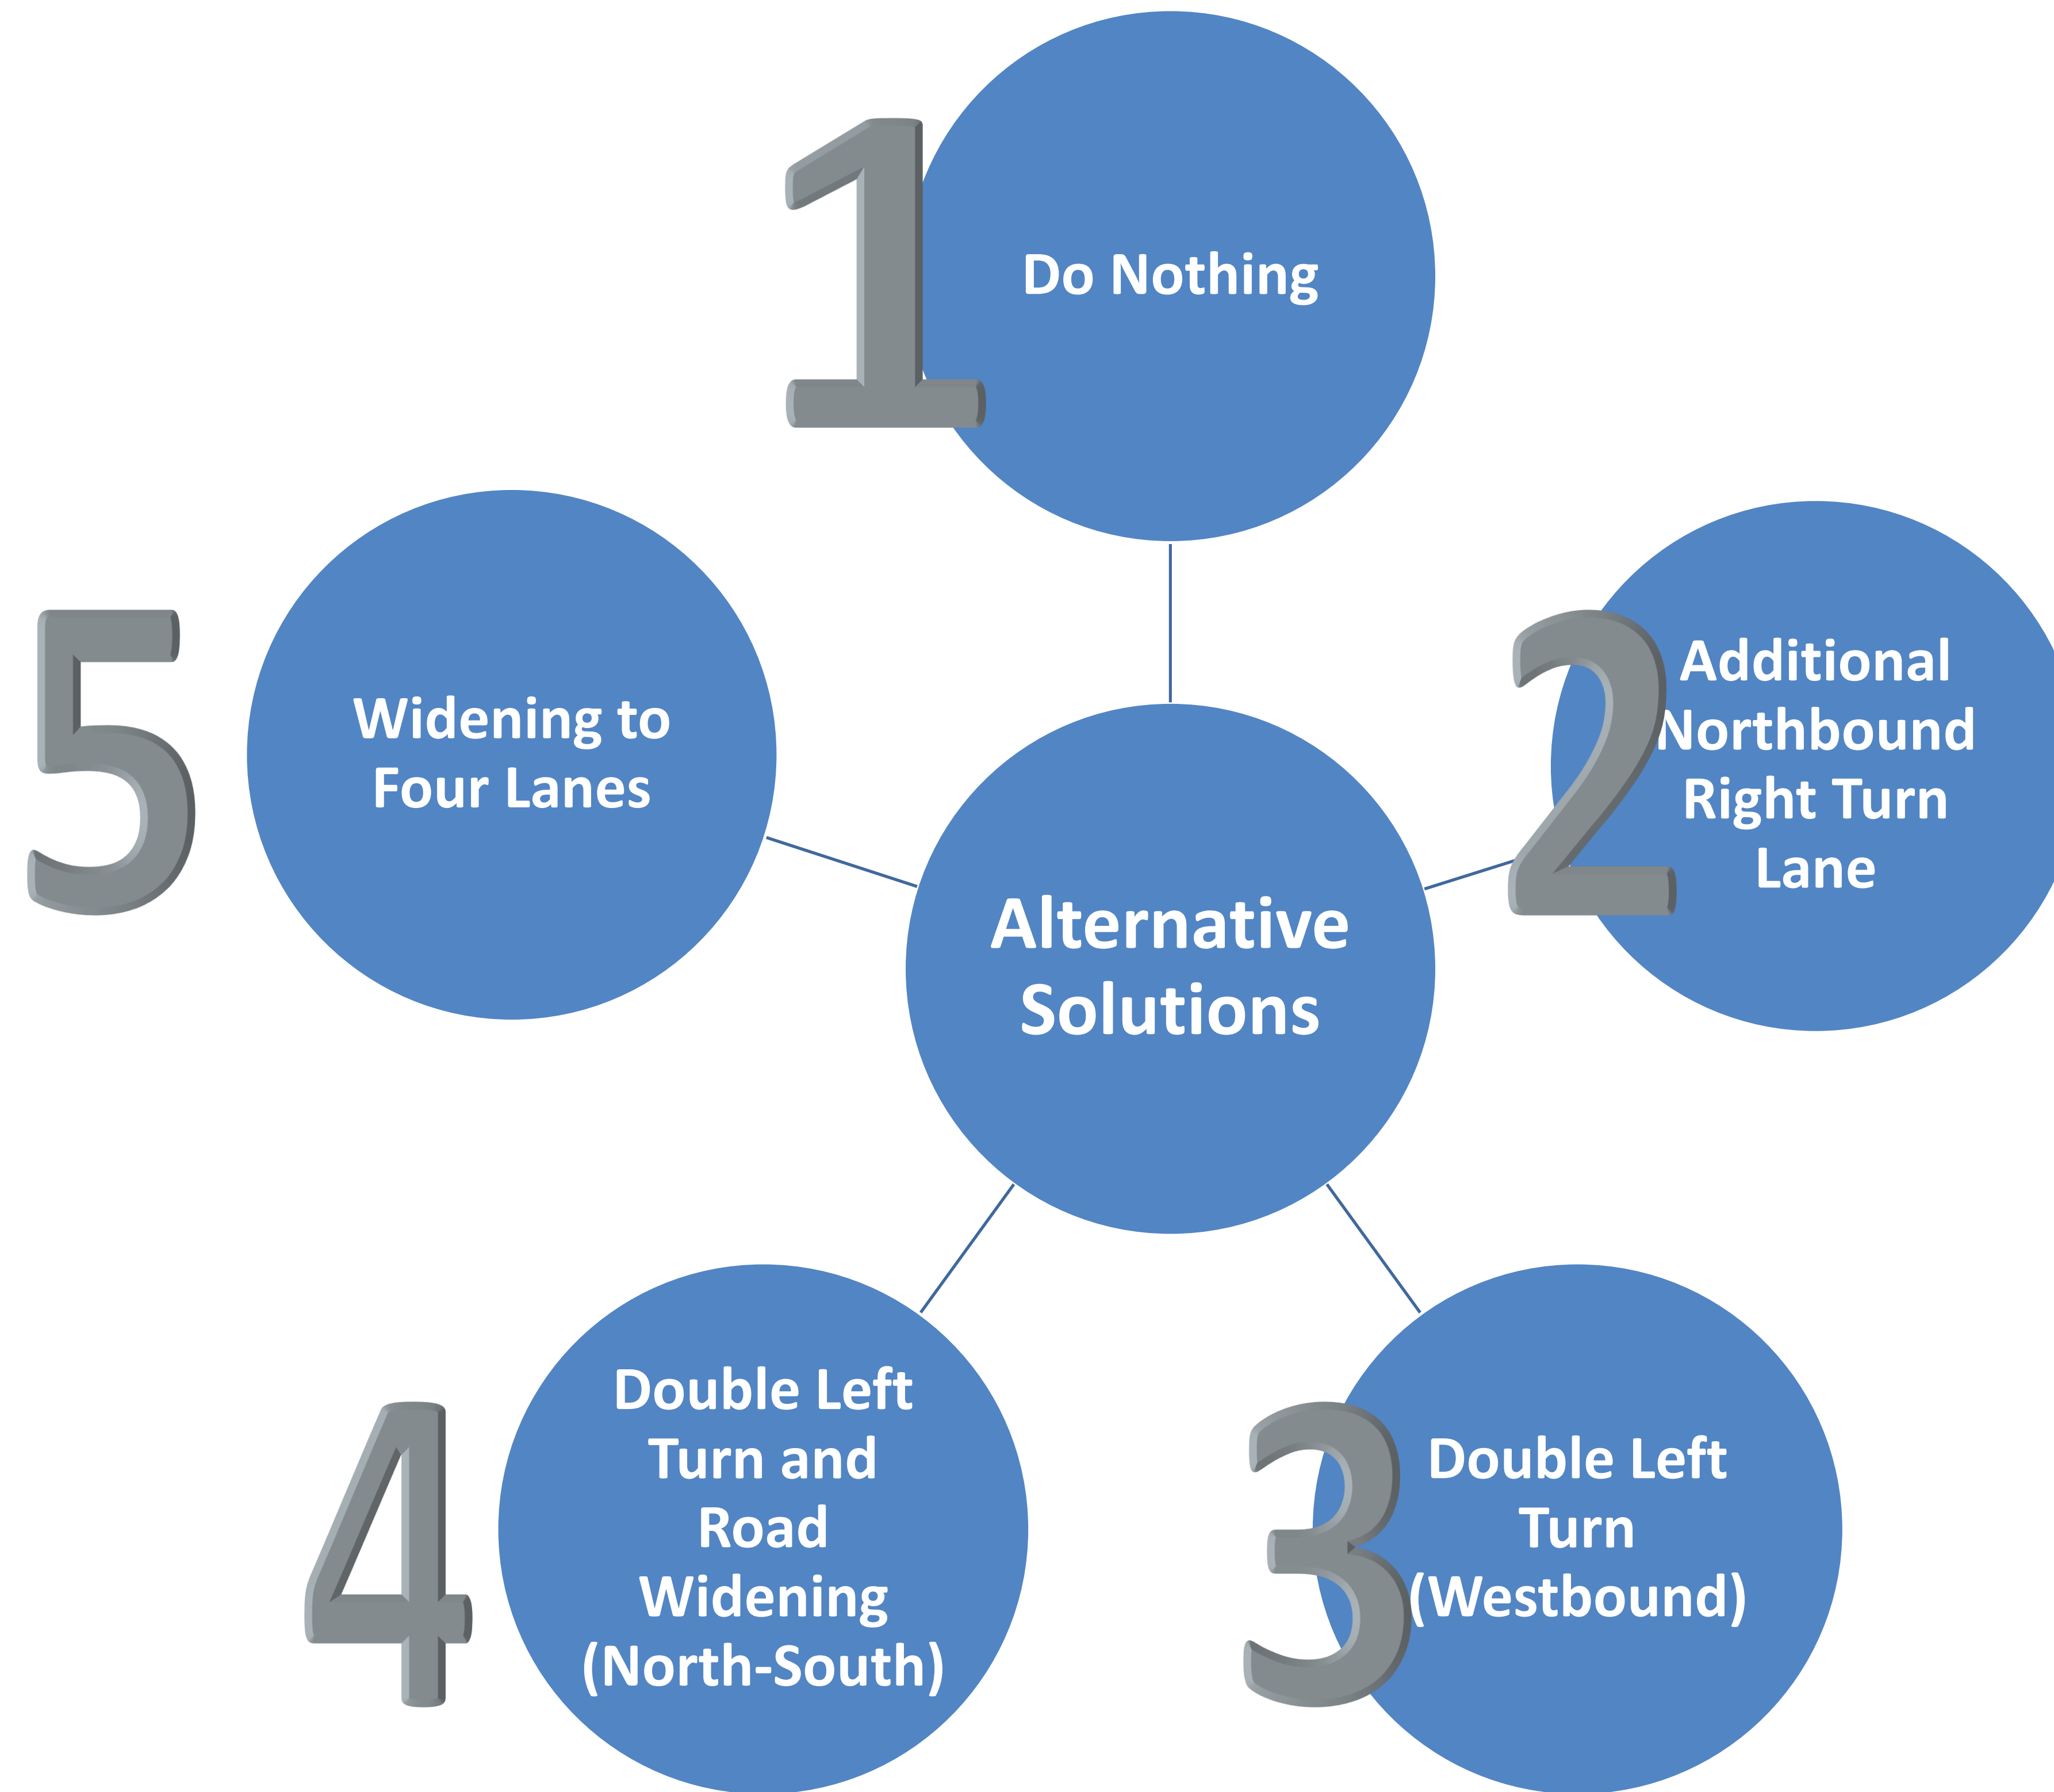 1
Do Nothing
2
Additional
Northbound
Right Turn
Lane
3
Double Left
Turn
(Westbound)
4
Double Left
Turn and
Road
Widening
(North-South)
5
Widening to
Four Lanes
Alternative
Solutions